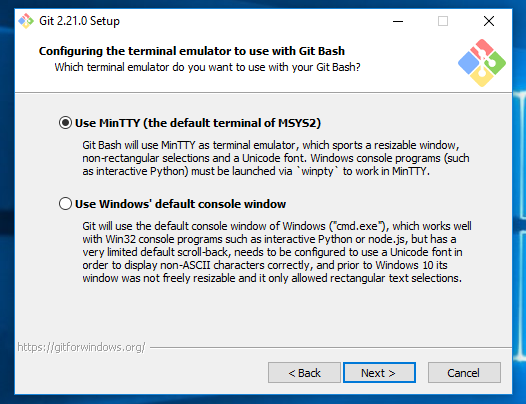 Git 2.21.0 Setup
Configuring the terminal emulator to use with Git Bash
Which terminal emulator do you want to use with your Git Bash?
Use MinTTY (the default terminal of MSYS2)
Git Bash will use MinTTY as terminal emulator, which sports a resizable window,
non-rectangular selections and a Unicode font. Windows console programs (such
as interactive Python) must be launched via `winpty` to work in MinTTY.
Use Windows' default console window
Git will use the default console window of Windows ("cmd.exe"), which works well
with Win32 console programs such as interactive Python or node.js, but has a
very limited default scroll-back, needs to be configured to use a Unicode font in
order to display non-ASCII characters correctly, and prior to Windows 10 its
window was not freely resizable and it only allowed rectangular text selections.
https://gitforwindows.org/
< Back
Next >
Cancel